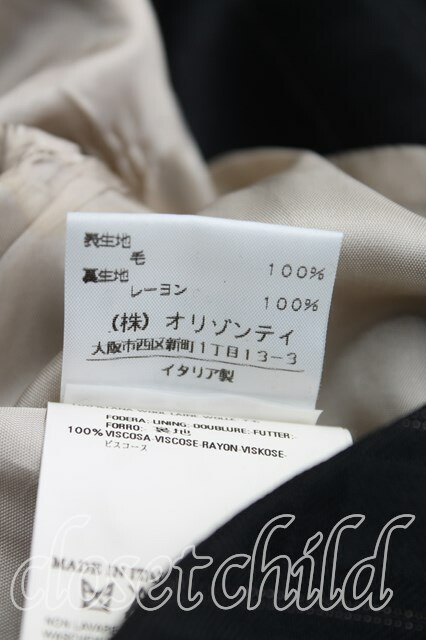 表生地
毛 100%
裏生地
レーヨン 100%
(株) オリゾンティ
大阪市西区新町1丁目13-3
イタリア製
FODERA: LINING: DOUBLURE: FUTTER:
FORRO: 裏地
100% VISCOSA-VISCOSE-RAYON-VISKOSE-
ビスコース
MADE IN ITALY
closetchild